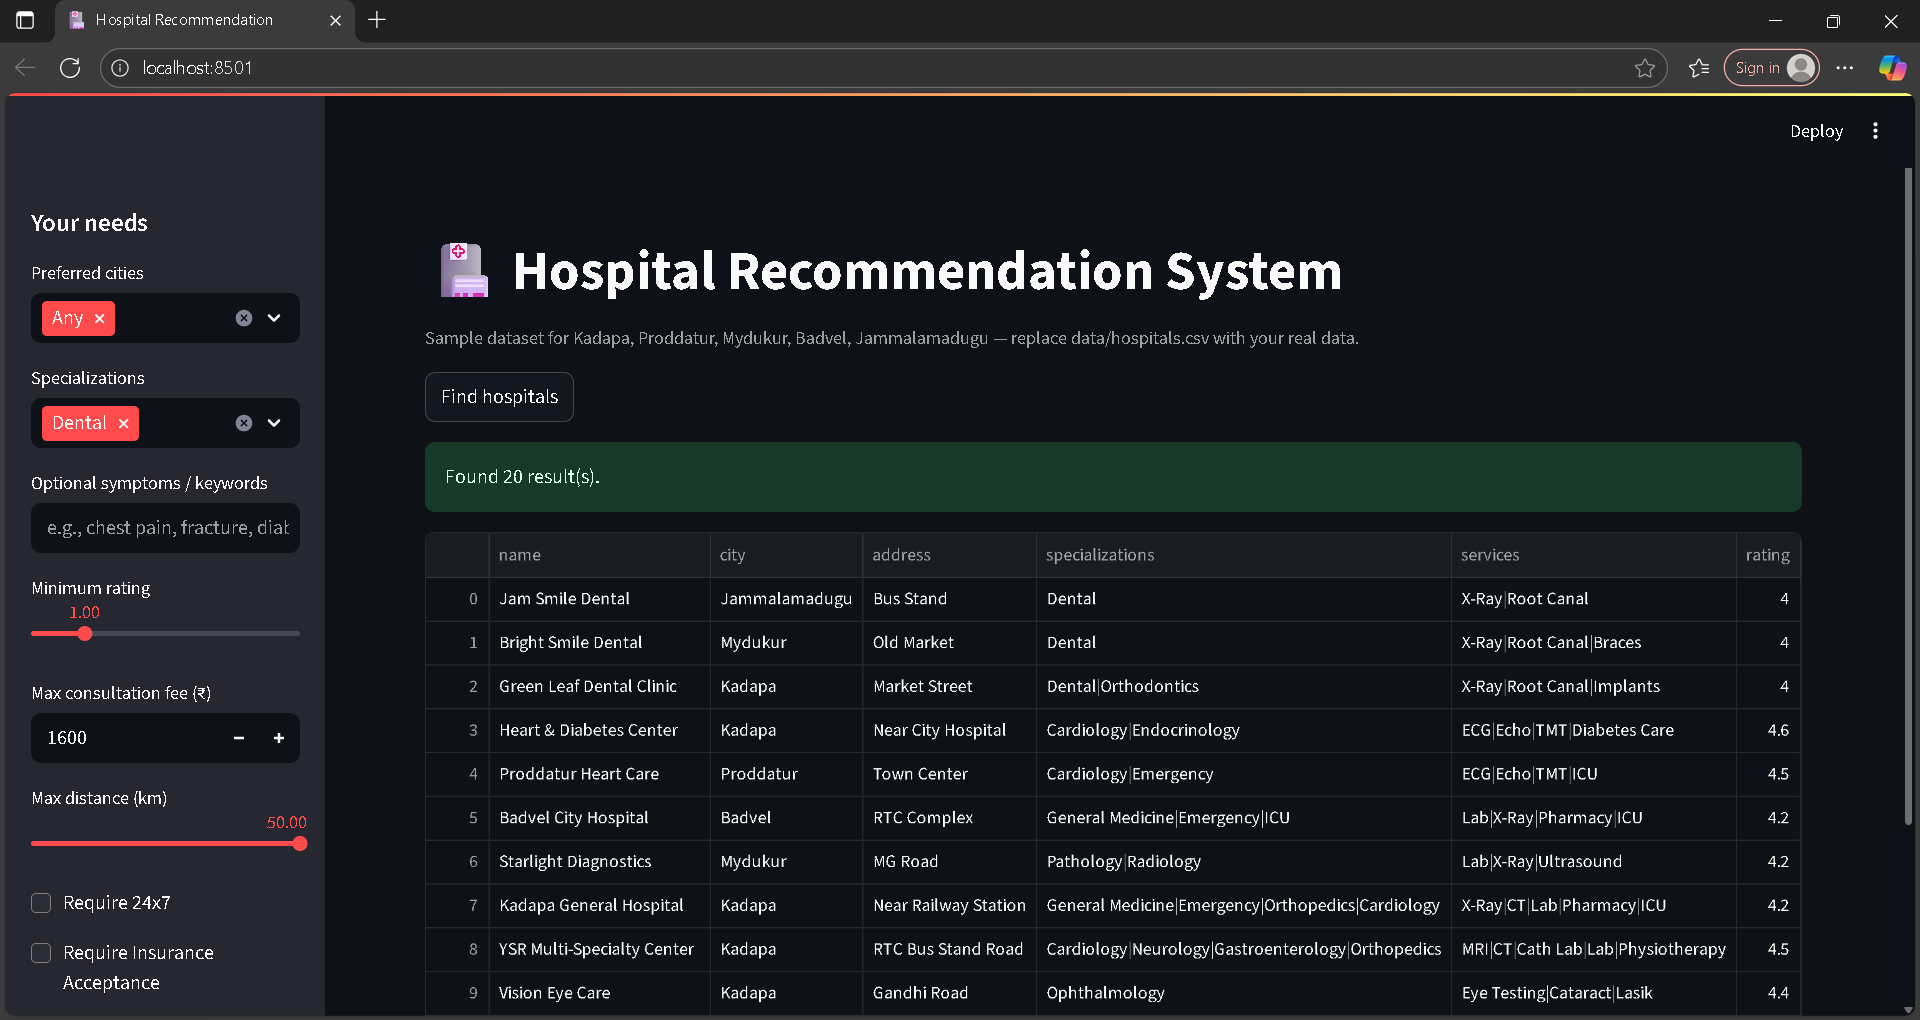 Hospital Recommendation
localhost:8501
Sign in
Deploy
Your needs
Preferred cities
Any
Specializations
Dental
Optional symptoms / keywords
e.g., chest pain, fracture, diab
Minimum rating
1.00
Max consultation fee (₹)
1600
Max distance (km)
50.00
Require 24x7
Require Insurance
Acceptance
Hospital Recommendation System
Sample dataset for Kadapa, Proddatur, Mydukur, Badvel, Jammalamadugu — replace data/hospitals.csv with your real data.
Find hospitals
Found 20 result(s).
name city address specializations services rating
0 Jam Smile Dental Jammalamadugu Bus Stand Dental X-Ray|Root Canal 4
1 Bright Smile Dental Mydukur Old Market Dental X-Ray|Root Canal|Braces 4
2 Green Leaf Dental Clinic Kadapa Market Street Dental|Orthodontics X-Ray|Root Canal|Implants 4
3 Heart & Diabetes Center Kadapa Near City Hospital Cardiology|Endocrinology ECG|Echo|TMT|Diabetes Care 4.6
4 Proddatur Heart Care Proddatur Town Center Cardiology|Emergency ECG|Echo|TMT|ICU 4.5
5 Badvel City Hospital Badvel RTC Complex General Medicine|Emergency|ICU Lab|X-Ray|Pharmacy|ICU 4.2
6 Starlight Diagnostics Mydukur MG Road Pathology|Radiology Lab|X-Ray|Ultrasound 4.2
7 Kadapa General Hospital Kadapa Near Railway Station General Medicine|Emergency|Orthopedics|Cardiology X-Ray|CT|Lab|Pharmacy|ICU 4.2
8 YSR Multi-Specialty Center Kadapa RTC Bus Stand Road Cardiology|Neurology|Gastroenterology|Orthopedics MRI|CT|Cath Lab|Lab|Physiotherapy 4.5
9 Vision Eye Care Kadapa Gandhi Road Ophthalmology Eye Testing|Cataract|Lasik 4.4